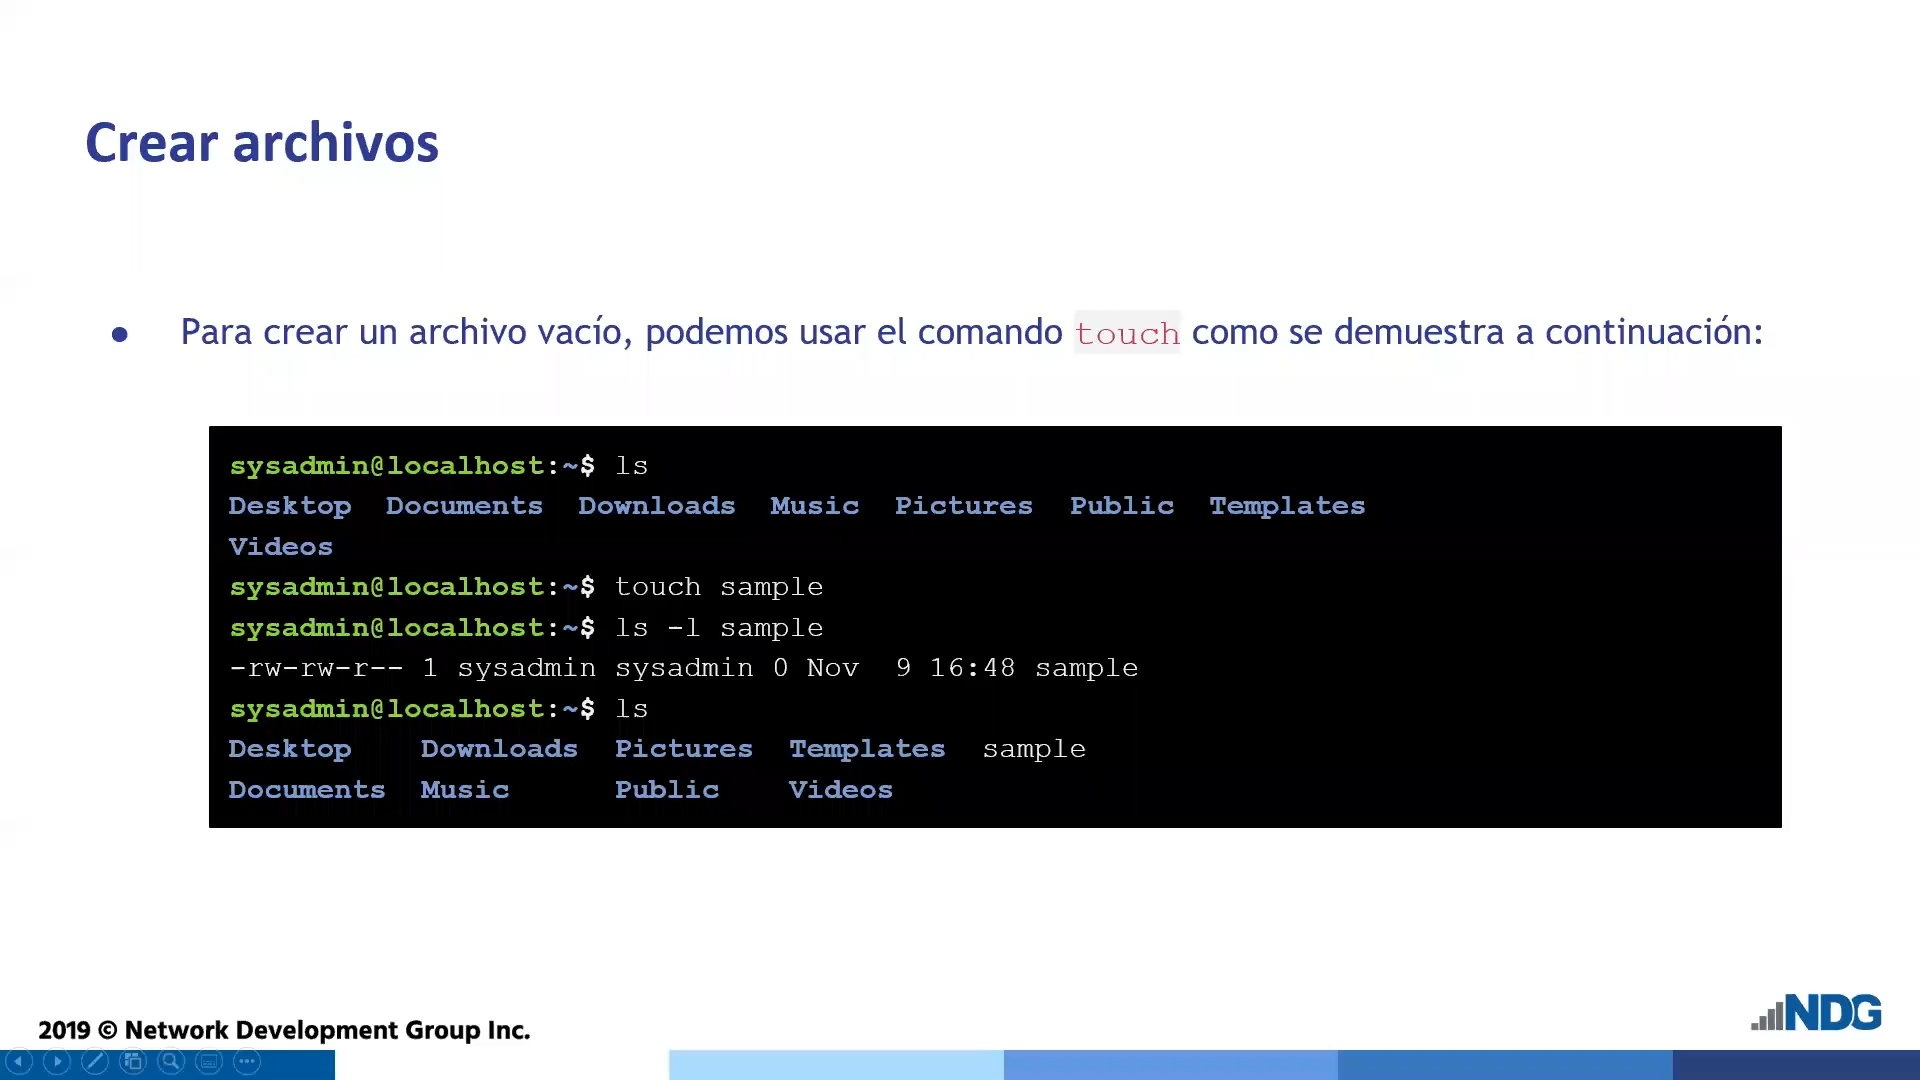 Crear archivos
● Para crear un archivo vacío, podemos usar el comando touch como se demuestra a continuación:
sysadmin@localhost:~$ ls
Desktop  Documents  Downloads  Music  Pictures  Public  Templates
Videos
sysadmin@localhost:~$ touch sample
sysadmin@localhost:~$ ls -l sample
-rw-rw-r-- 1 sysadmin sysadmin 0 Nov  9 16:48 sample
sysadmin@localhost:~$ ls
Desktop    Downloads  Pictures  Templates  sample
Documents  Music      Public    Videos
2019 © Network Development Group Inc.
NDG